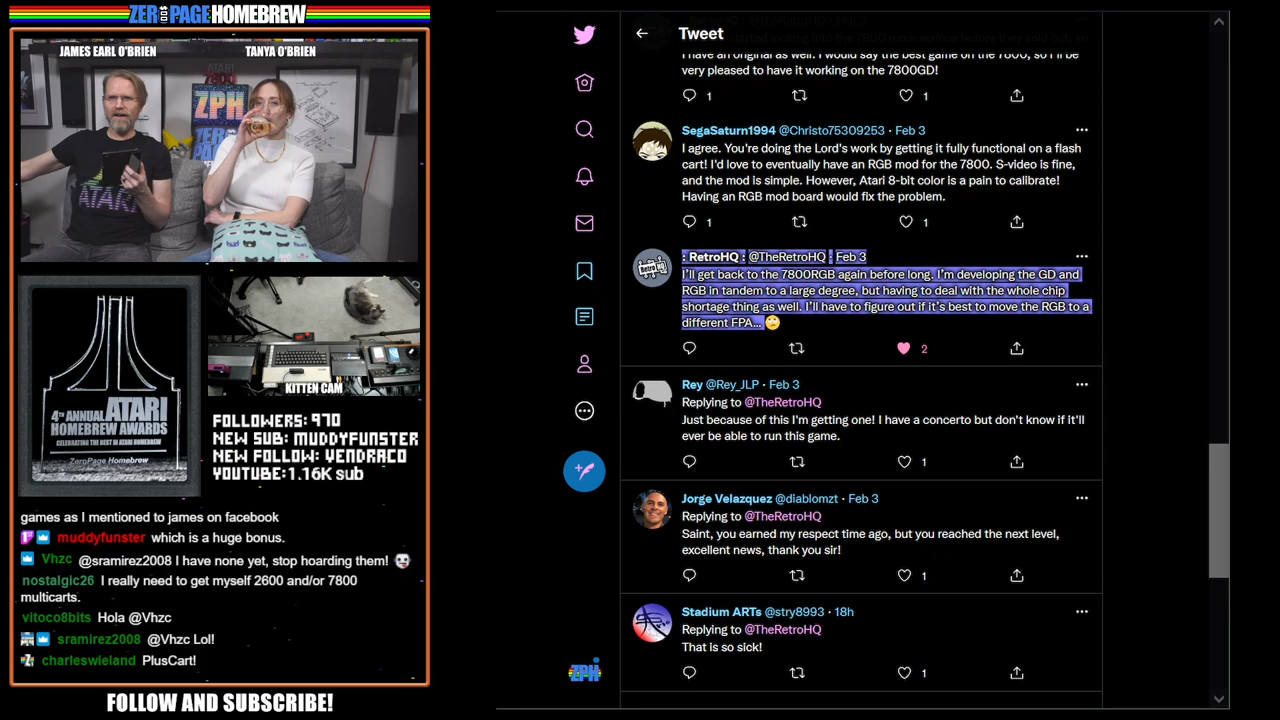 ZERO PAGE HOMEBREW
JAMES EARL O'BRIEN
TANYA O'BRIEN
ATARI
7800
ZPH
ATARI
4TH ANNUAL ATARI
HOMEBREW AWARDS
CELEBRATING THE BEST IN ATARI HOMEBREW
ZeroPage Homebrew
KITTEN CAM
FOLLOWERS: 970
NEW SUB: MUDDYFUNSTER
NEW FOLLOW: VENDRACO
YOUTUBE: 1.16K sub
games as I mentioned to james on facebook
muddyfunster which is a huge bonus.
Vhzc @sramirez2008 I have none yet, stop hoarding them!
nostalgic26 I really need to get myself 2600 and/or 7800
multicarts.
vitoco8bits Hola @Vhzc
sramirez2008 @Vhzc Lol!
charleswieland PlusCart!
FOLLOW AND SUBSCRIBE!
Tweet
I have an original as well. I would say the best game on the 7800, so I'll be
very pleased to have it working on the 7800GD!
1
1
SegaSaturn1994 @Christo75309253 · Feb 3
I agree. You're doing the Lord's work by getting it fully functional on a flash
cart! I'd love to eventually have an RGB mod for the 7800. S-video is fine,
and the mod is simple. However, Atari 8-bit color is a pain to calibrate!
Having an RGB mod board would fix the problem.
1
1
Retro HQ
: RetroHQ : @TheRetroHQ · Feb 3
I'll get back to the 7800RGB again before long. I'm developing the GD and
RGB in tandem to a large degree, but having to deal with the whole chip
shortage thing as well. I'll have to figure out if it's best to move the RGB to a
different FPA...
2
Rey @Rey_JLP · Feb 3
Replying to @TheRetroHQ
Just because of this I'm getting one! I have a concerto but don't know if it'll
ever be able to run this game.
1
Jorge Velazquez @diablomzt · Feb 3
Replying to @TheRetroHQ
Saint, you earned my respect time ago, but you reached the next level,
excellent news, thank you sir!
1
Stadium ARTs @stry8993 · 18h
Replying to @TheRetroHQ
That is so sick!
1
ZPH